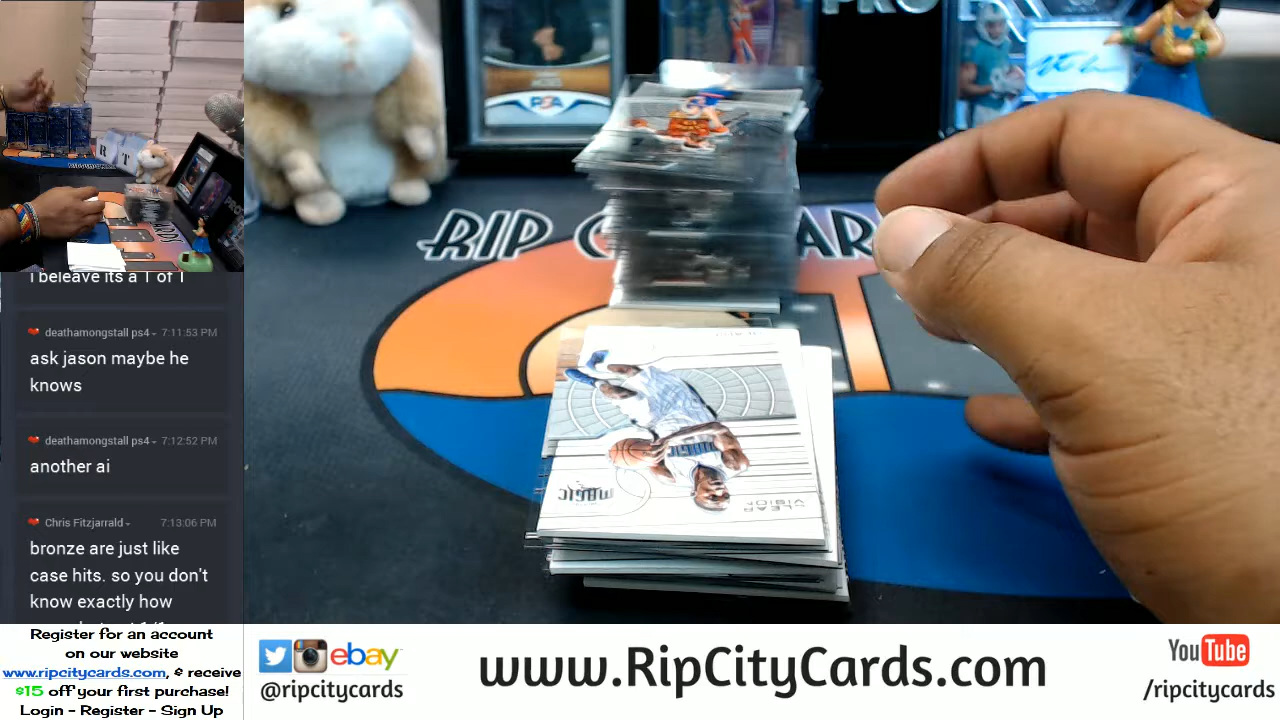 I beleave its a 1 of 1
deathamongstall ps4 7:11:53 PM
ask jason maybe he
knows
deathamongstall ps4 7:12:52 PM
another ai
Chris Fitzjarrald 7:13:06 PM
bronze are just like
case hits. so you don't
know exactly how
Register for an account
on our website
www.ripcitycards.com, & receive
$15 off your first purchase!
Login - Register - Sign Up
PRO
PSA
RIP
MAGIC
CLEAR
VISION
ebay
@ripcitycards
www.RipCityCards.com
YouTube
/ripcitycards